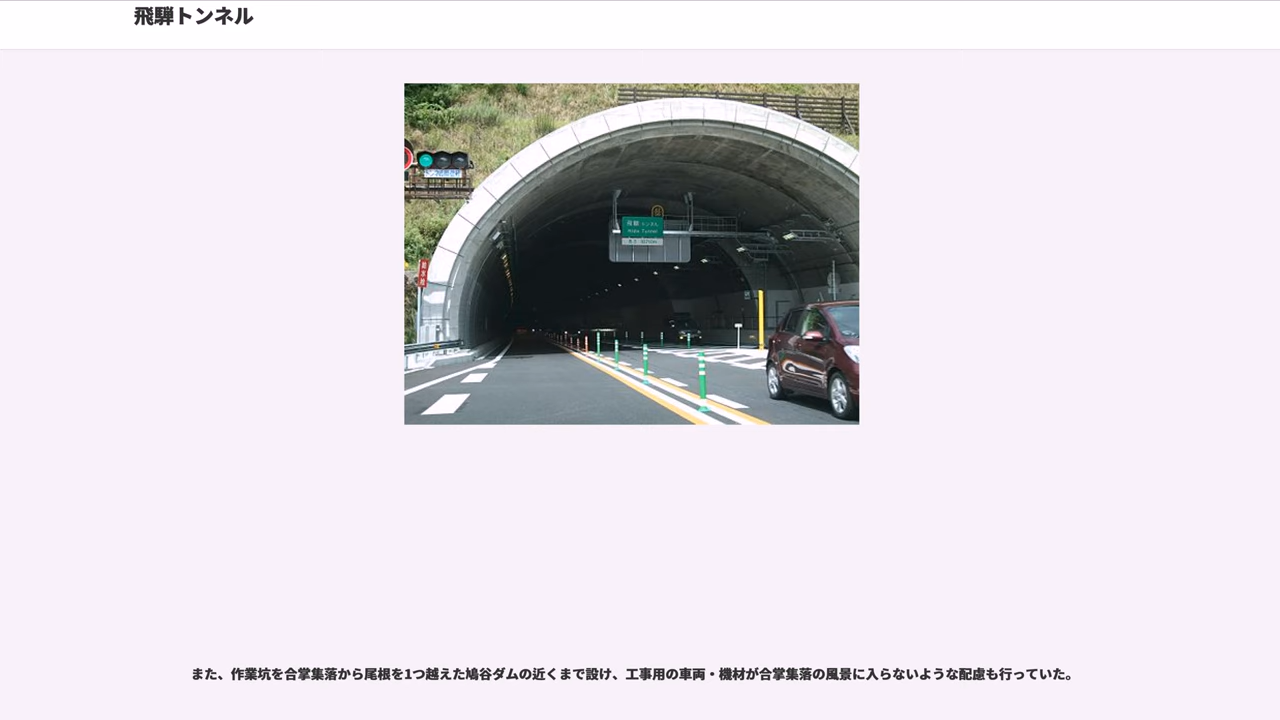 飛騨トンネル
飛騨トンネル
Hida Tunnel
また、作業坑を合掌集落から尾根を1つ越えた鳩谷ダムの近くまで設け、工事用の車両・機材が合掌集落の風景に入らないような配慮も行っていた。